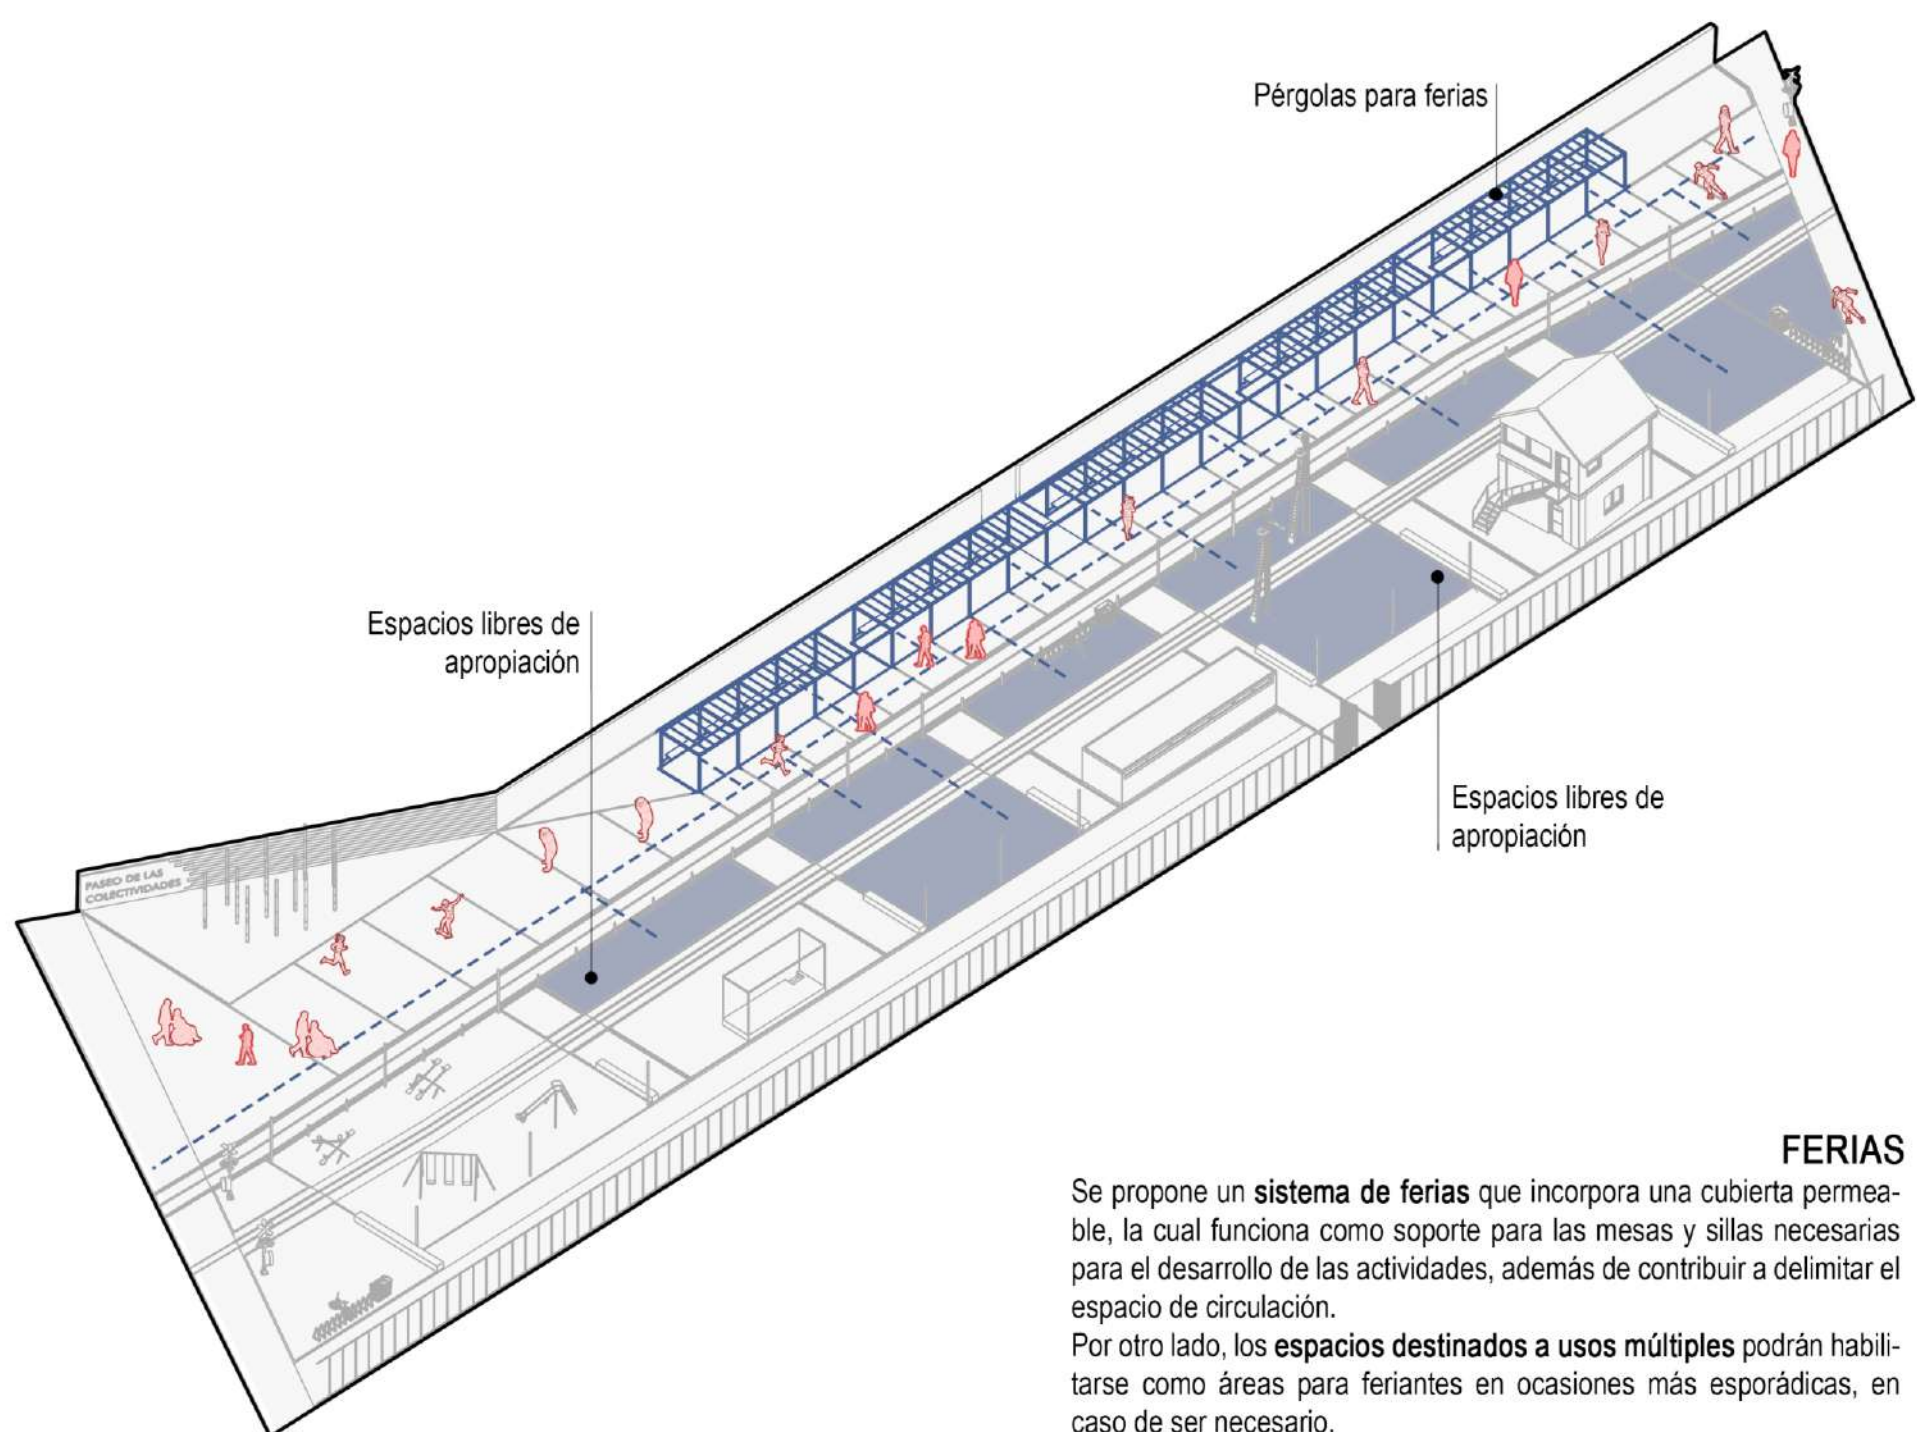 Pérgolas para ferias
Espacios libres de
apropiación
Espacios libres de
apropiación
PASEO DE LAS
COLECTIVIDADES
FERIAS
Se propone un sistema de ferias que incorpora una cubierta permea-
ble, la cual funciona como soporte para las mesas y sillas necesarias
para el desarrollo de las actividades, además de contribuir a delimitar el
espacio de circulación.
Por otro lado, los espacios destinados a usos múltiples podrán habili-
tarse como áreas para feriantes en ocasiones más esporádicas, en
caso de ser necesario.